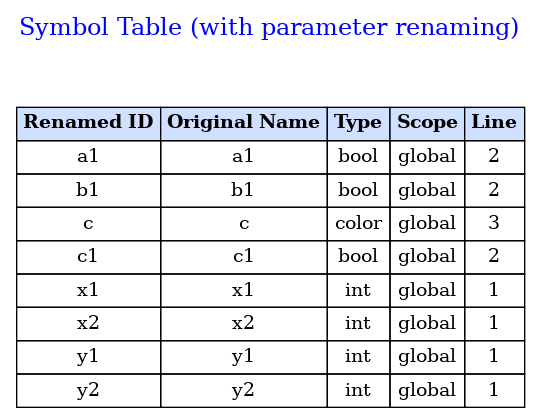 Symbol Table (with parameter renaming)
Renamed ID Original Name Type Scope Line
a1 a1 bool global 2
b1 b1 bool global 2
c c color global 3
c1 c1 bool global 2
x1 x1 int global 1
x2 x2 int global 1
y1 y1 int global 1
y2 y2 int global 1